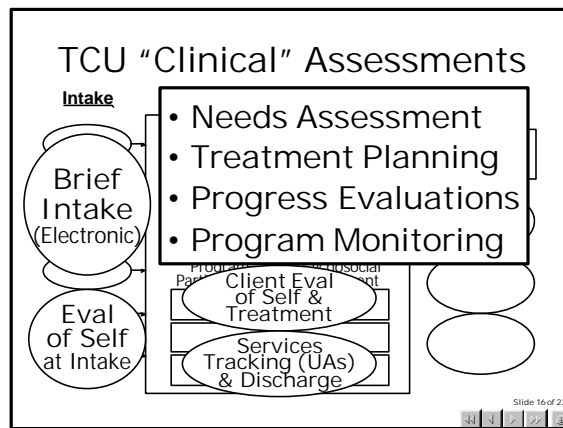 TCU “Clinical” Assessments
Intake
• Needs Assessment
• Treatment Planning
• Progress Evaluations
• Program Monitoring
Brief
Intake
(Electronic)
Client Eval
of Self &
Treatment
Eval
of Self
at Intake
Services
Tracking (UAs)
& Discharge
Slide 16 of 22